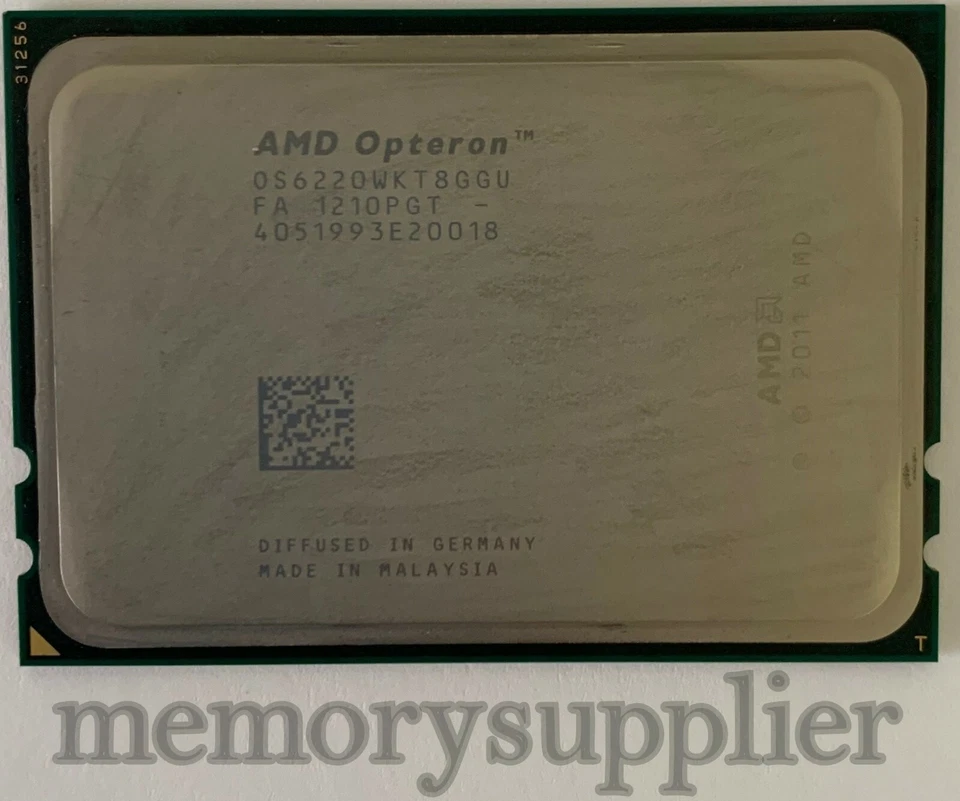 31256
AMD Opteron™
OS6220WKT8GGU
FA 1210PGT -
4051993E20018
AMD
© 2011 AMD
DIFFUSED IN GERMANY
MADE IN MALAYSIA
T
memorysupplier